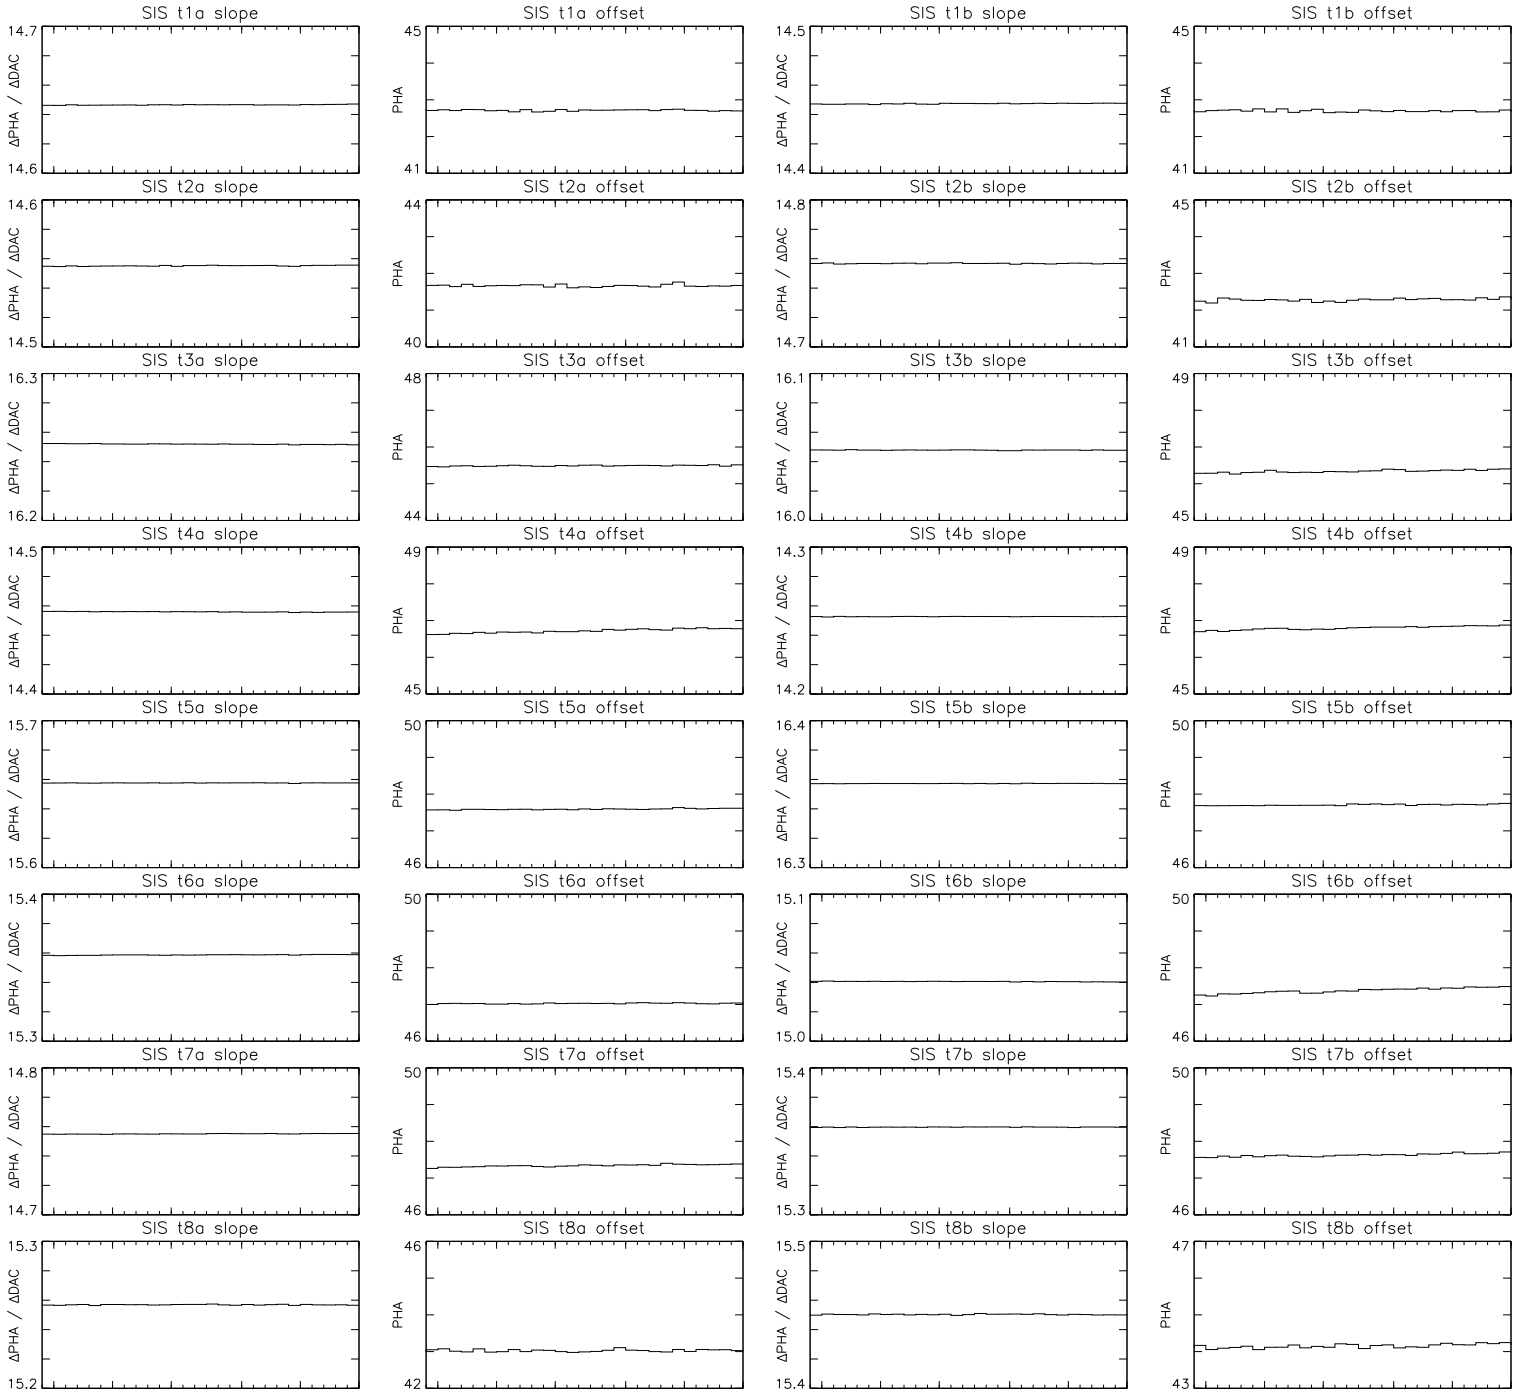 SIS t1a slope SIS t1a offset SIS t1b slope SIS t1b offset
14.7 45 14.5 45
ΔPHA / ΔDAC PHA ΔPHA / ΔDAC PHA
14.6 41 14.4 41
SIS t2a slope SIS t2a offset SIS t2b slope SIS t2b offset
14.6 44 14.8 45
ΔPHA / ΔDAC PHA ΔPHA / ΔDAC PHA
14.5 40 14.7 41
SIS t3a slope SIS t3a offset SIS t3b slope SIS t3b offset
16.3 48 16.1 49
ΔPHA / ΔDAC PHA ΔPHA / ΔDAC PHA
16.2 44 16.0 45
SIS t4a slope SIS t4a offset SIS t4b slope SIS t4b offset
14.5 49 14.3 49
ΔPHA / ΔDAC PHA ΔPHA / ΔDAC PHA
14.4 45 14.2 45
SIS t5a slope SIS t5a offset SIS t5b slope SIS t5b offset
15.7 50 16.4 50
ΔPHA / ΔDAC PHA ΔPHA / ΔDAC PHA
15.6 46 16.3 46
SIS t6a slope SIS t6a offset SIS t6b slope SIS t6b offset
15.4 50 15.1 50
ΔPHA / ΔDAC PHA ΔPHA / ΔDAC PHA
15.3 46 15.0 46
SIS t7a slope SIS t7a offset SIS t7b slope SIS t7b offset
14.8 50 15.4 50
ΔPHA / ΔDAC PHA ΔPHA / ΔDAC PHA
14.7 46 15.3 46
SIS t8a slope SIS t8a offset SIS t8b slope SIS t8b offset
15.3 46 15.5 47
ΔPHA / ΔDAC PHA ΔPHA / ΔDAC PHA
15.2 42 15.4 43